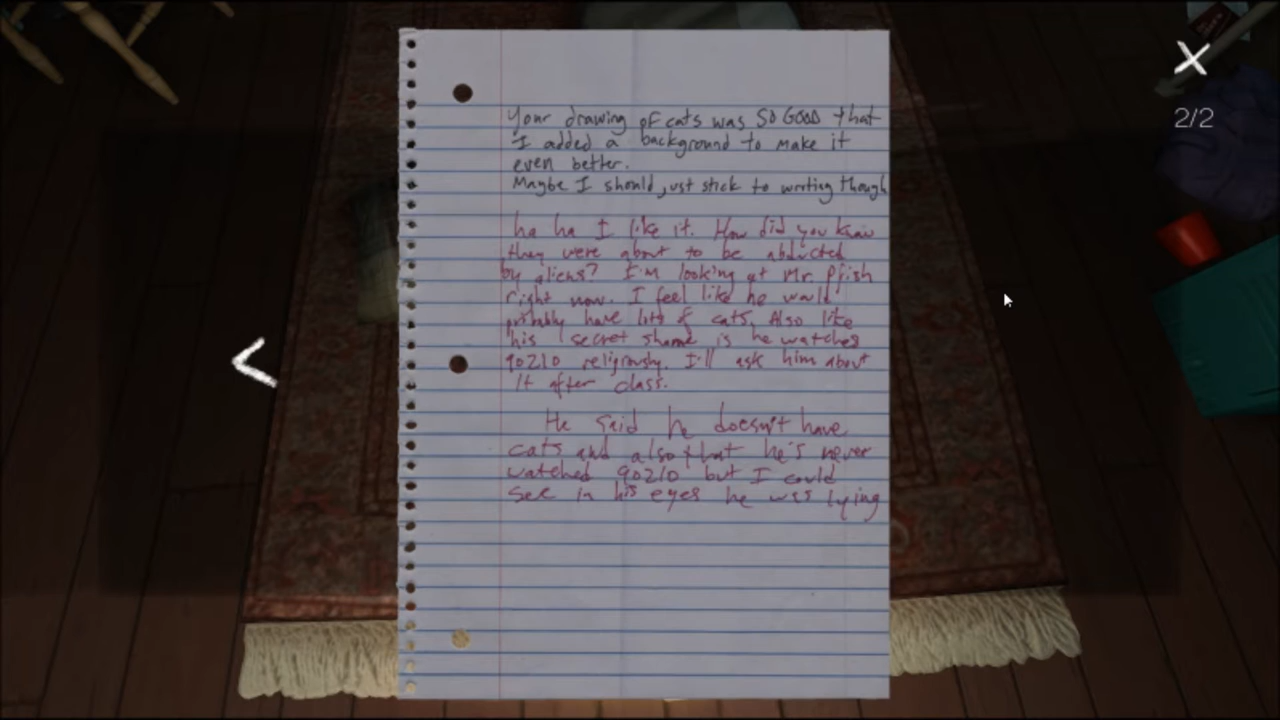 2/2
Your drawing of cats was SO GOOD that
I added a background to make it
even better.
Maybe I should just stick to writing though
ha ha I like it. How did you know
they were about to be abducted
by aliens? I'm looking at Mr. Pfish
right now. I feel like he would
probably have lots of cats. Also like
his secret shame is he watches
90210 religiously. I'll ask him about
it after class.
He said he doesn't have
cats and also that he's never
watched 90210 but I could
see in his eyes he was lying